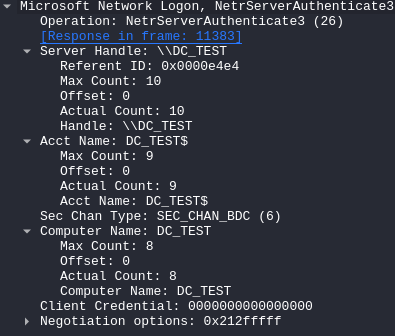 Microsoft Network Logon, NetrServerAuthenticate3
Operation: NetrServerAuthenticate3 (26)
[Response in frame: 11383]
Server Handle: \\DC_TEST
Referent ID: 0x0000e4e4
Max Count: 10
Offset: 0
Actual Count: 10
Handle: \\DC_TEST
Acct Name: DC_TEST$
Max Count: 9
Offset: 0
Actual Count: 9
Acct Name: DC_TEST$
Sec Chan Type: SEC_CHAN_BDC (6)
Computer Name: DC_TEST
Max Count: 8
Offset: 0
Actual Count: 8
Computer Name: DC_TEST
Client Credential: 0000000000000000
Negotiation options: 0x212fffff